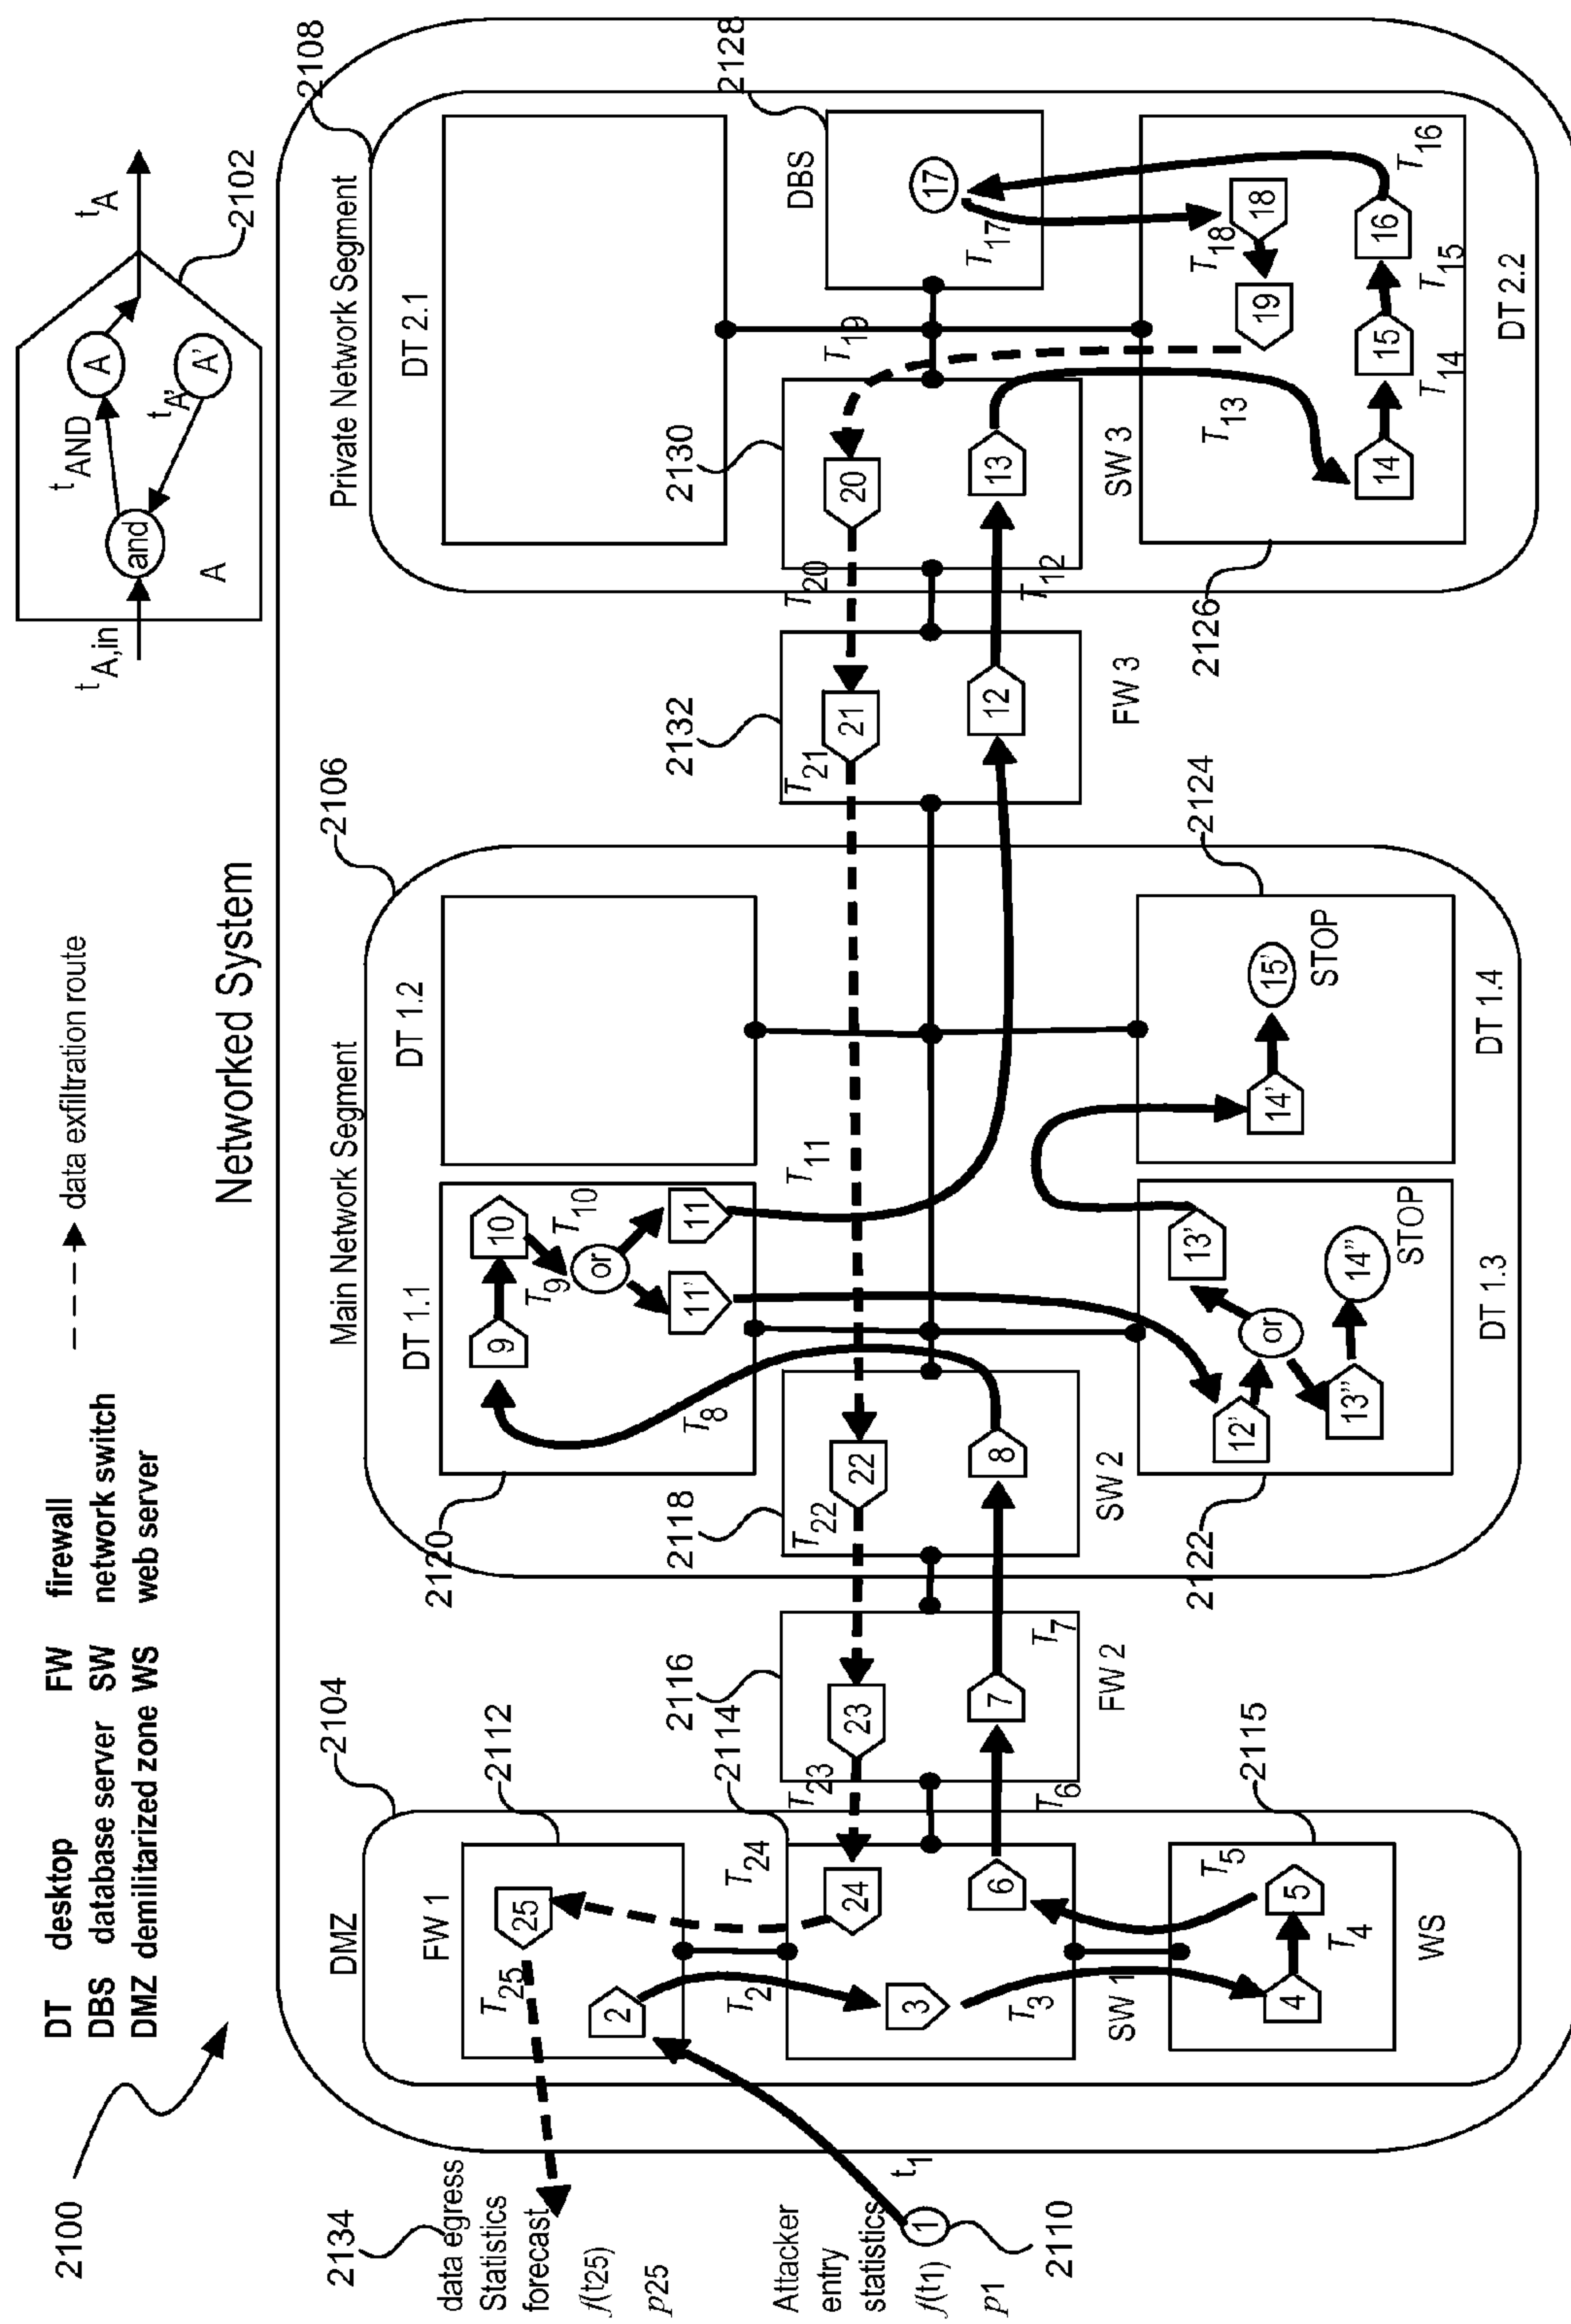 2100
DT desktop FW firewall
DBS database server SW network switch
DMZ demilitarized zone WS web server
data exfiltration route
Networked System
t A,in
and
t AND
A
t A'
A'
A
t A
2102
2104
2106
2108
DMZ
FW 1
2112
25
T25
2
T2
T24
2114
24
3
6
T3
SW 1
2115
T5
5
T4
4
WS
2134
data egress
Statistics
forecast
f(t25)
p25
Attacker
entry
statistics
f(t1)
p1
t1
1
2110
2116
23
T23
7
T7
T6
FW 2
Main Network Segment
DT 1.1
9
10
T9
T10
or
11'
11
T8
2120
DT 1.2
T11
2118
22
T22
8
SW 2
2122
12'
or
13'
13"
14"
STOP
DT 1.3
2124
14'
15'
STOP
DT 1.4
2132
21
T21
12
FW 3
Private Network Segment
DT 2.1
2130
20
T20
T19
13
T12
SW 3
DBS
2128
17
T17
T13
T18
18
19
14
15
16
T14
T15
T16
2126
DT 2.2